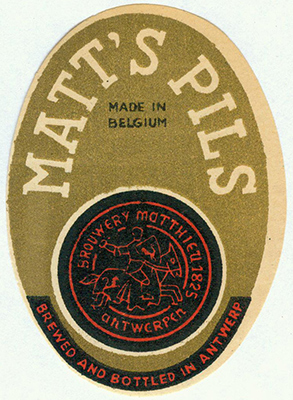 MATT'S PILS
MADE IN
BELGIUM
BROUWERY MATTHIEU.1825
ANTWERPEN
BREWED AND BOTTLED IN ANTWERP